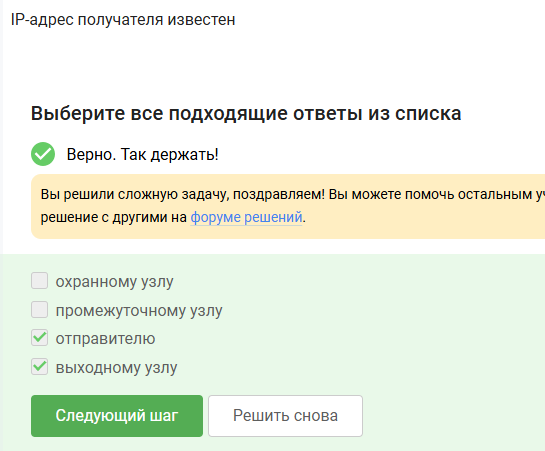 IP-адрес получателя известен
Выберите все подходящие ответы из списка
Верно. Так держать!
Вы решили сложную задачу, поздравляем! Вы можете помочь остальным
решение с другими на форуме решений.
охранному узлу
промежуточному узлу
отправителю
выходному узлу
Следующий шаг
Решить снова